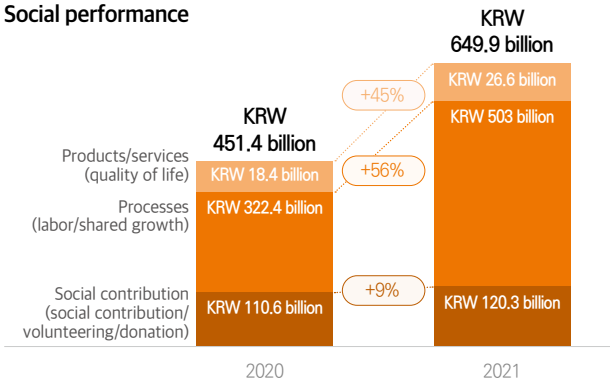 Social performance
KRW
649.9 billion
KRW 26.6 billion
+45%
KRW 503 billion
KRW
451.4 billion
Products/services
(quality of life)
KRW 18.4 billion
+56%
Processes
(labor/shared growth)
KRW 322.4 billion
Social contribution
(social contribution/
volunteering/donation)
KRW 110.6 billion
+9%
KRW 120.3 billion
2020
2021